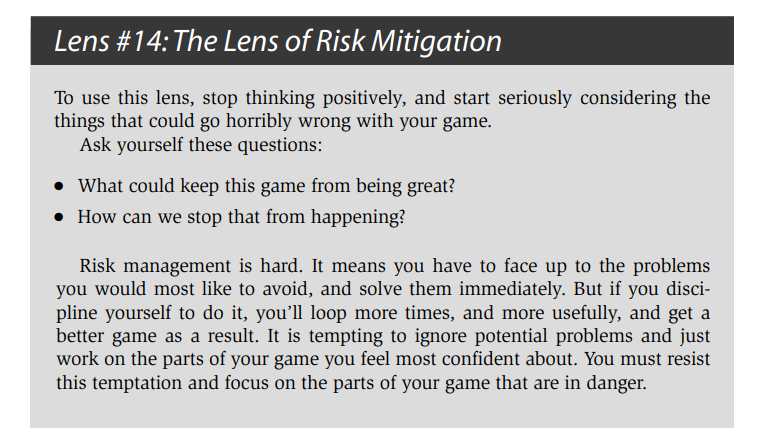 Lens #14: The Lens of Risk Mitigation
To use this lens, stop thinking positively, and start seriously considering the
things that could go horribly wrong with your game.
Ask yourself these questions:
● What could keep this game from being great?
● How can we stop that from happening?
Risk management is hard. It means you have to face up to the problems
you would most like to avoid, and solve them immediately. But if you disci-
pline yourself to do it, you’ll loop more times, and more usefully, and get a
better game as a result. It is tempting to ignore potential problems and just
work on the parts of your game you feel most confident about. You must resist
this temptation and focus on the parts of your game that are in danger.